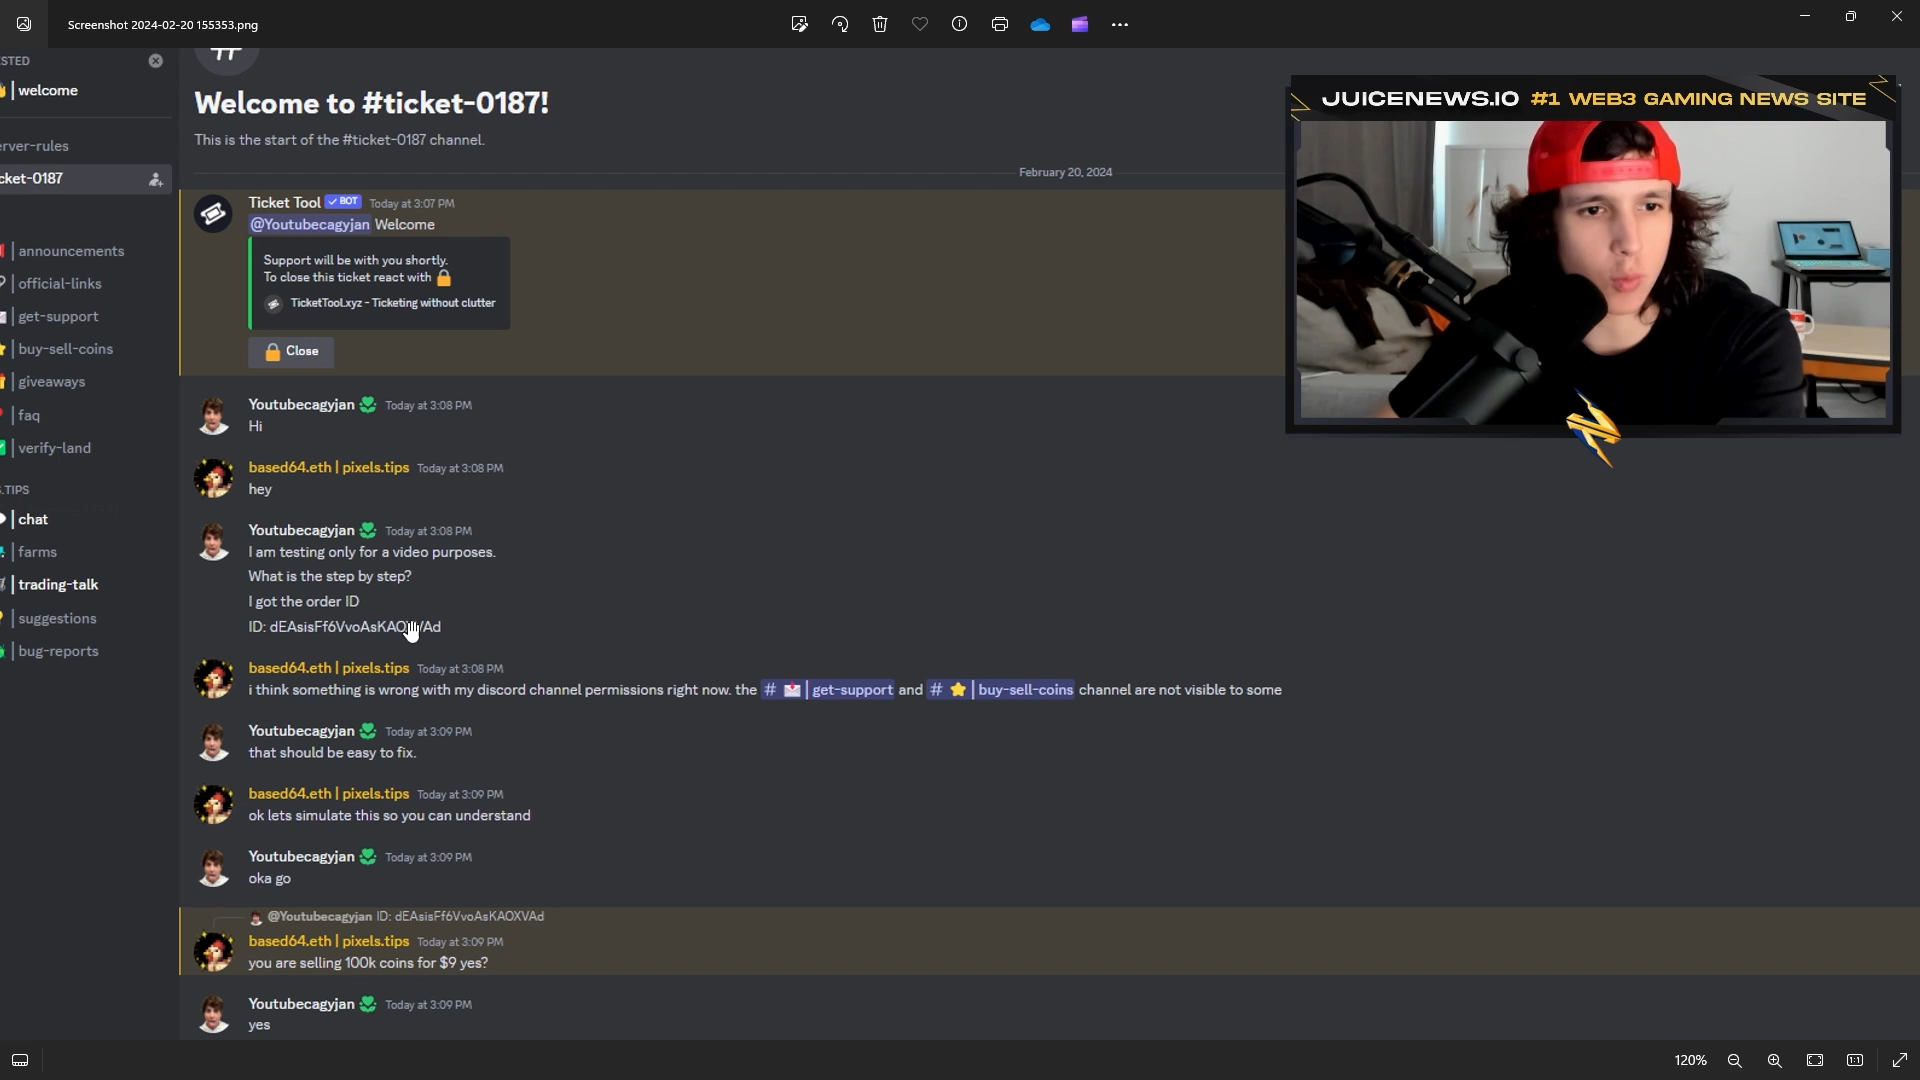 Screenshot 2024-02-20 155353.png
STED
welcome
erver-rules
cket-0187
announcements
official-links
get-support
buy-sell-coins
giveaways
faq
verify-land
.TIPS
chat
farms
trading-talk
suggestions
bug-reports
Welcome to #ticket-0187!
This is the start of the #ticket-0187 channel.
February 20, 2024
Ticket Tool BOT Today at 3:07 PM
@Youtubecagyjan Welcome
Support will be with you shortly.
To close this ticket react with
TicketTool.xyz - Ticketing without clutter
Close
Youtubecagyjan Today at 3:08 PM
Hi
based64.eth | pixels.tips Today at 3:08 PM
hey
Youtubecagyjan Today at 3:08 PM
I am testing only for a video purposes.
What is the step by step?
I got the order ID
ID: dEAsisFf6VvoAsKAO VAd
based64.eth | pixels.tips Today at 3:08 PM
i think something is wrong with my discord channel permissions right now. the # | get-support and # | buy-sell-coins channel are not visible to some
Youtubecagyjan Today at 3:09 PM
that should be easy to fix.
based64.eth | pixels.tips Today at 3:09 PM
ok lets simulate this so you can understand
Youtubecagyjan Today at 3:09 PM
oka go
@Youtubecagyjan ID: dEAsisFf6VvoAsKAOXVAd
based64.eth | pixels.tips Today at 3:09 PM
you are selling 100k coins for $9 yes?
Youtubecagyjan Today at 3:09 PM
yes
JUICENEWS.IO #1 WEB3 GAMING NEWS SITE
120%
1:1